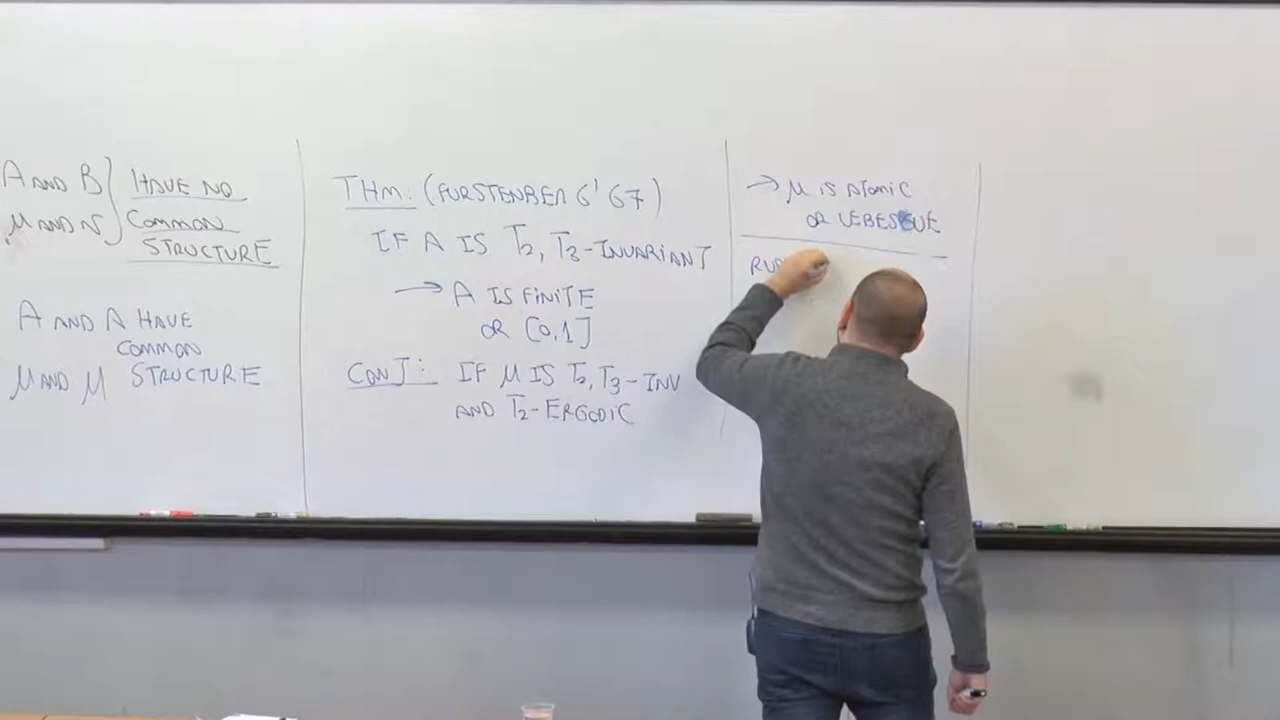 A AND B } HAVE NO
μ AND ν COMMON
STRUCTURE
A AND A HAVE
COMMON
μ AND μ STRUCTURE
THM. (FURSTENBERG '67)
IF A IS T₂, T₃-INVARIANT
→ A IS FINITE
OR [0,1]
CONJ: IF μ IS T₂, T₃-INV
AND T₂-ERGODIC
→ μ IS ATOMIC
OR LEBESGUE
RU